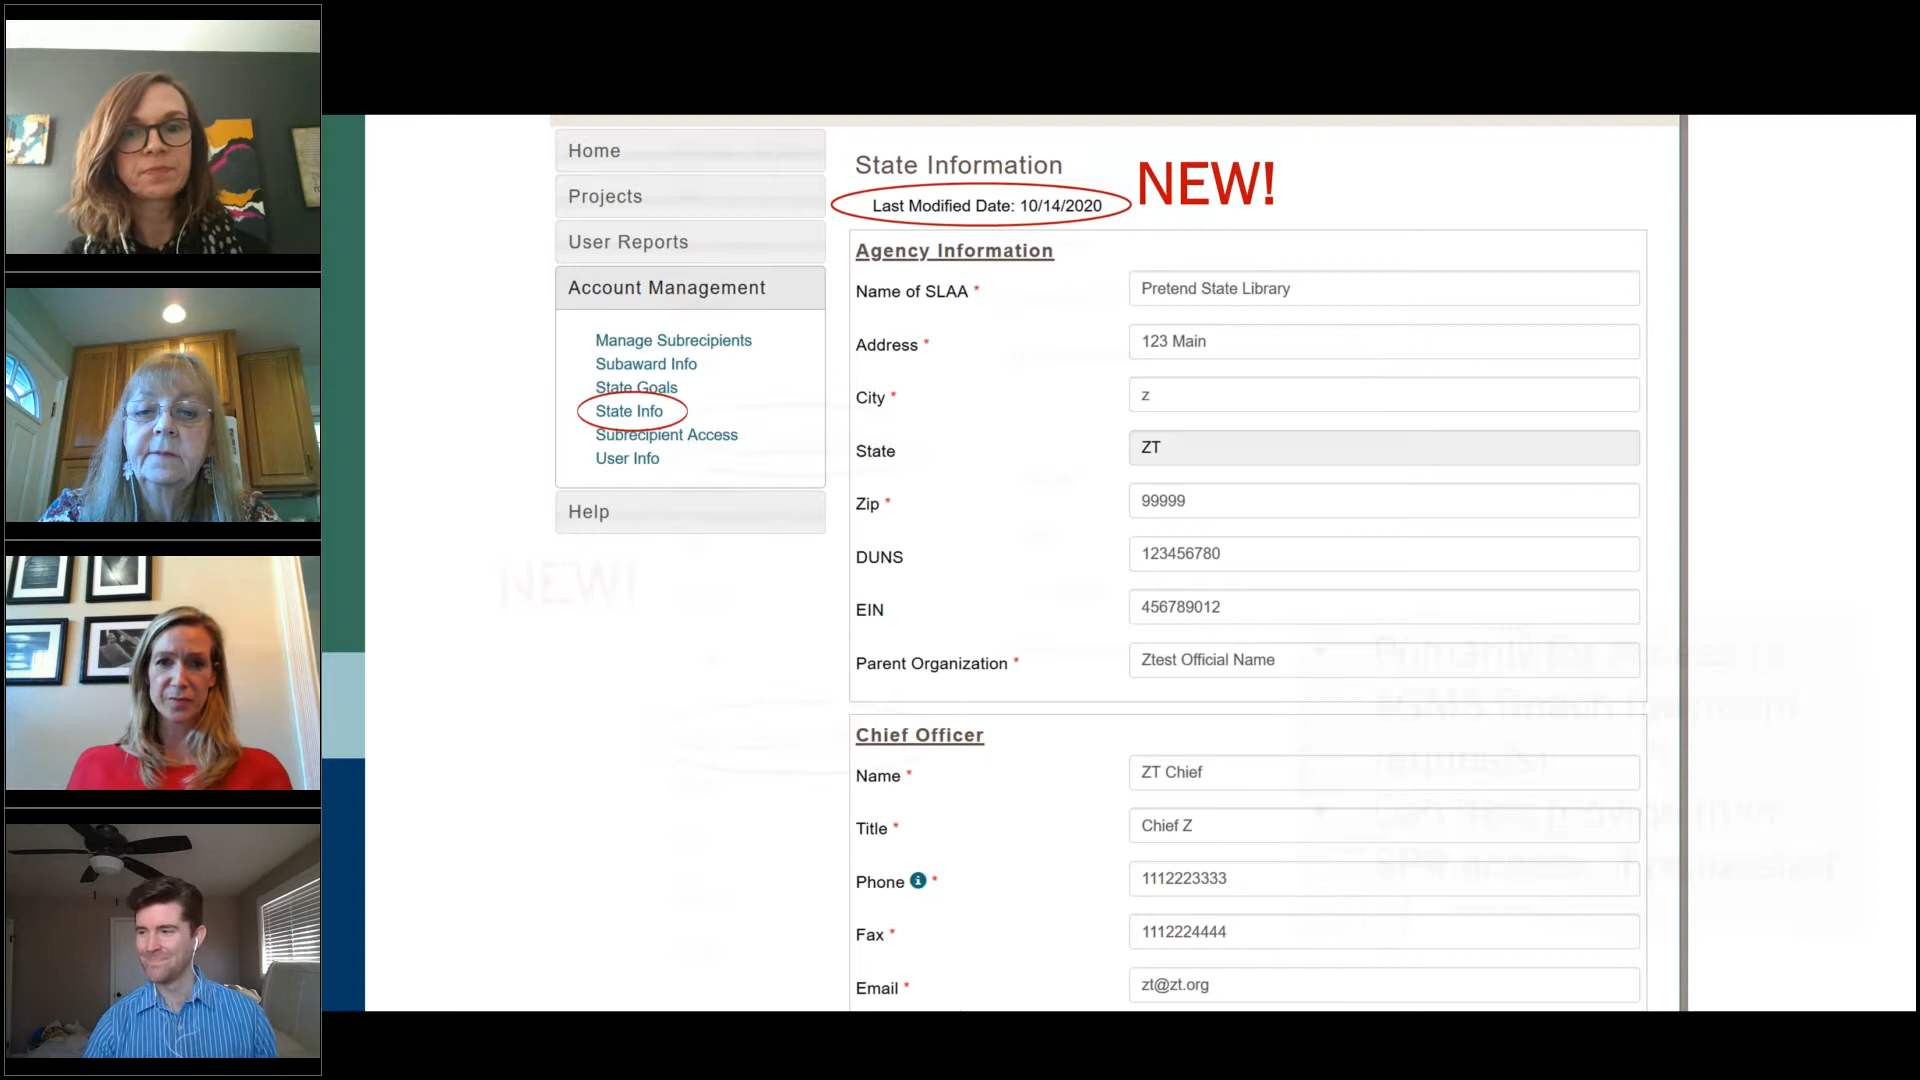 Home
Projects
User Reports
Account Management
Manage Subrecipients
Subaward Info
State Goals
State Info
Subrecipient Access
User Info
Help
State Information
NEW!
Last Modified Date: 10/14/2020
Agency Information
Name of SLAA * Pretend State Library
Address * 123 Main
City * z
State ZT
Zip * 99999
DUNS 123456780
EIN 456789012
Parent Organization * Ztest Official Name
Chief Officer
Name * ZT Chief
Title * Chief Z
Phone * 1112223333
Fax * 1112224444
Email * zt@zt.org
NEW!